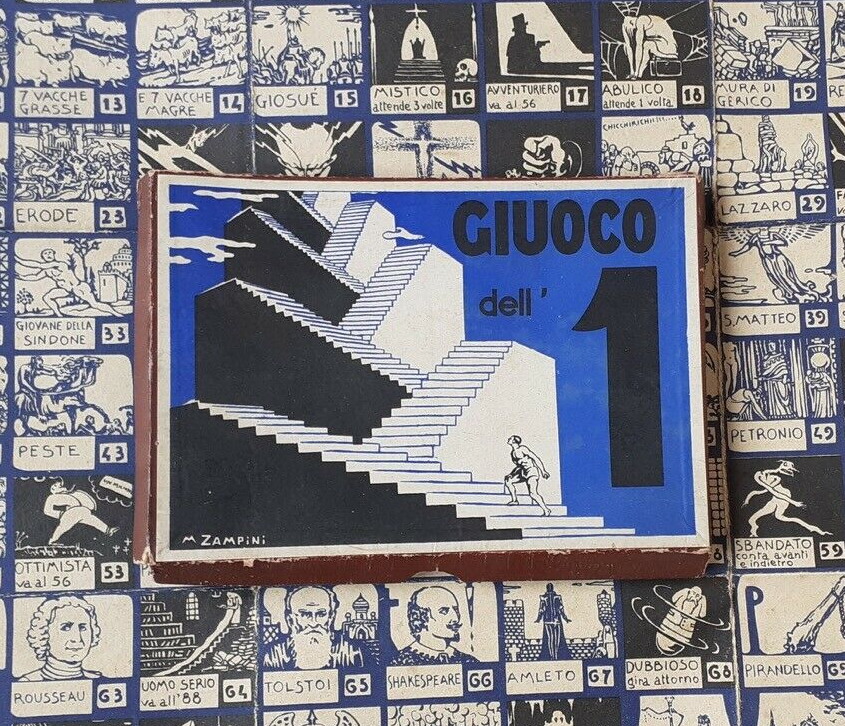 7 VACCHE
GRASSE 13
E 7 VACCHE
MAGRE 14
GIOSUÉ 15
MISTICO
attende 3 volte 16
AVVENTURIERO
va al 56 17
ABULICO
attende 1 volta 18
MURA DI
GERICO 19
CHICCHIRICHI!!!...
ERODE 23
LAZZARO 29
GIOVANE DELLA
SINDONE 33
S. MATTEO 39
PESTE 43
PETRONIO 49
OTTIMISTA
va al 56 53
SBANDATO
conta avanti
e indietro 59
GIUOCO
dell'
1
M ZAMPINI
ROUSSEAU 63
UOMO SERIO
va all'88 64
TOLSTOI 65
SHAKESPEARE 66
AMLETO 67
DUBBIOSO
gira attorno 68
P
PIRANDELLO